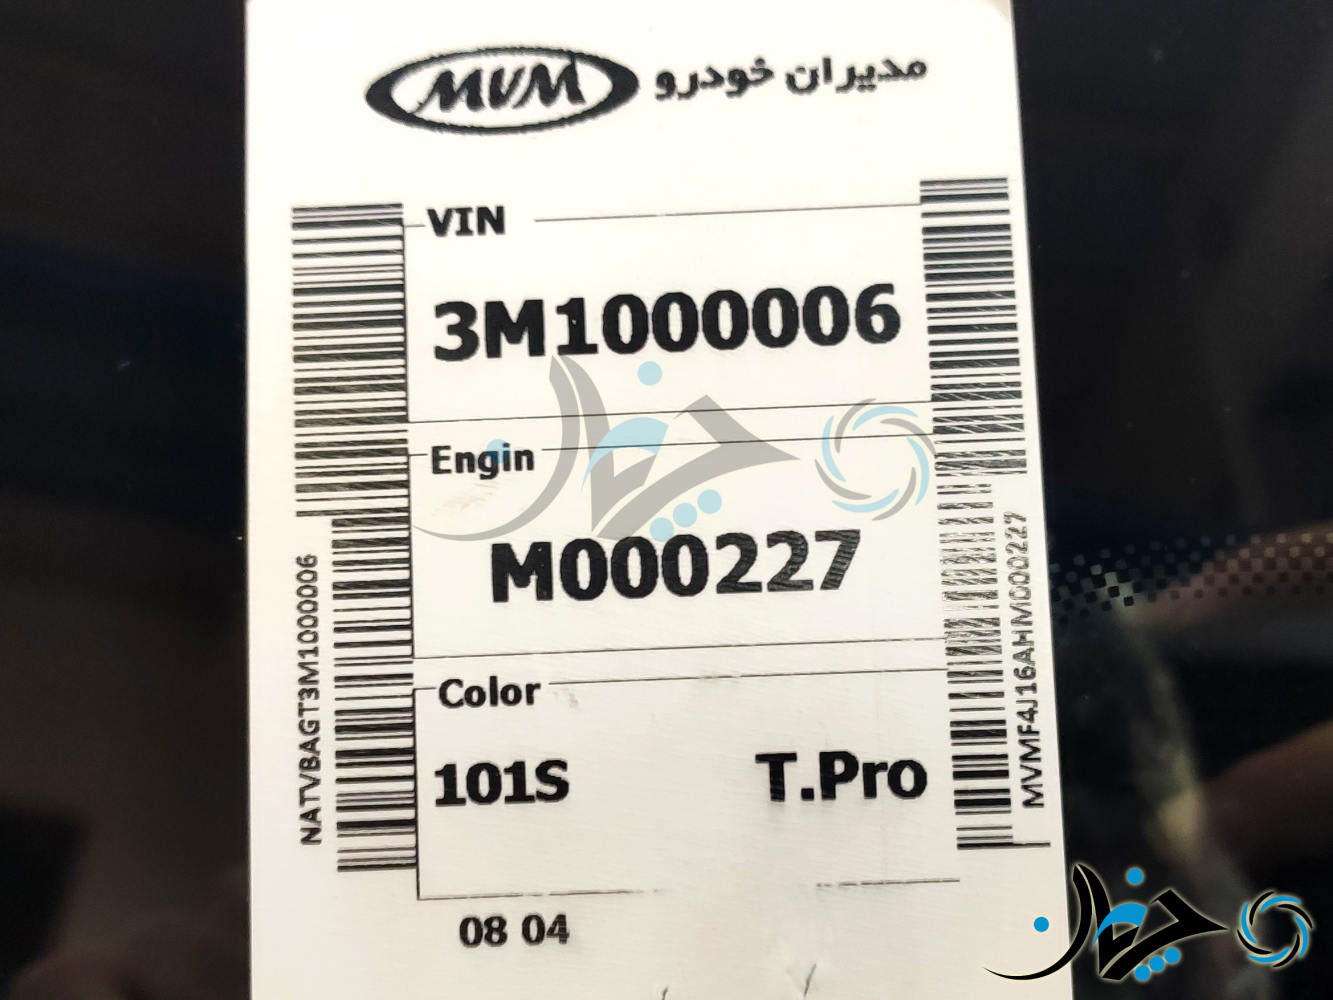 MVM مدیران خودرو
VIN
3M1000006
Engin
M000227
Color
101S T.Pro
08 04
NATVBAGT3M1000006
MVMF4J16AHM000227